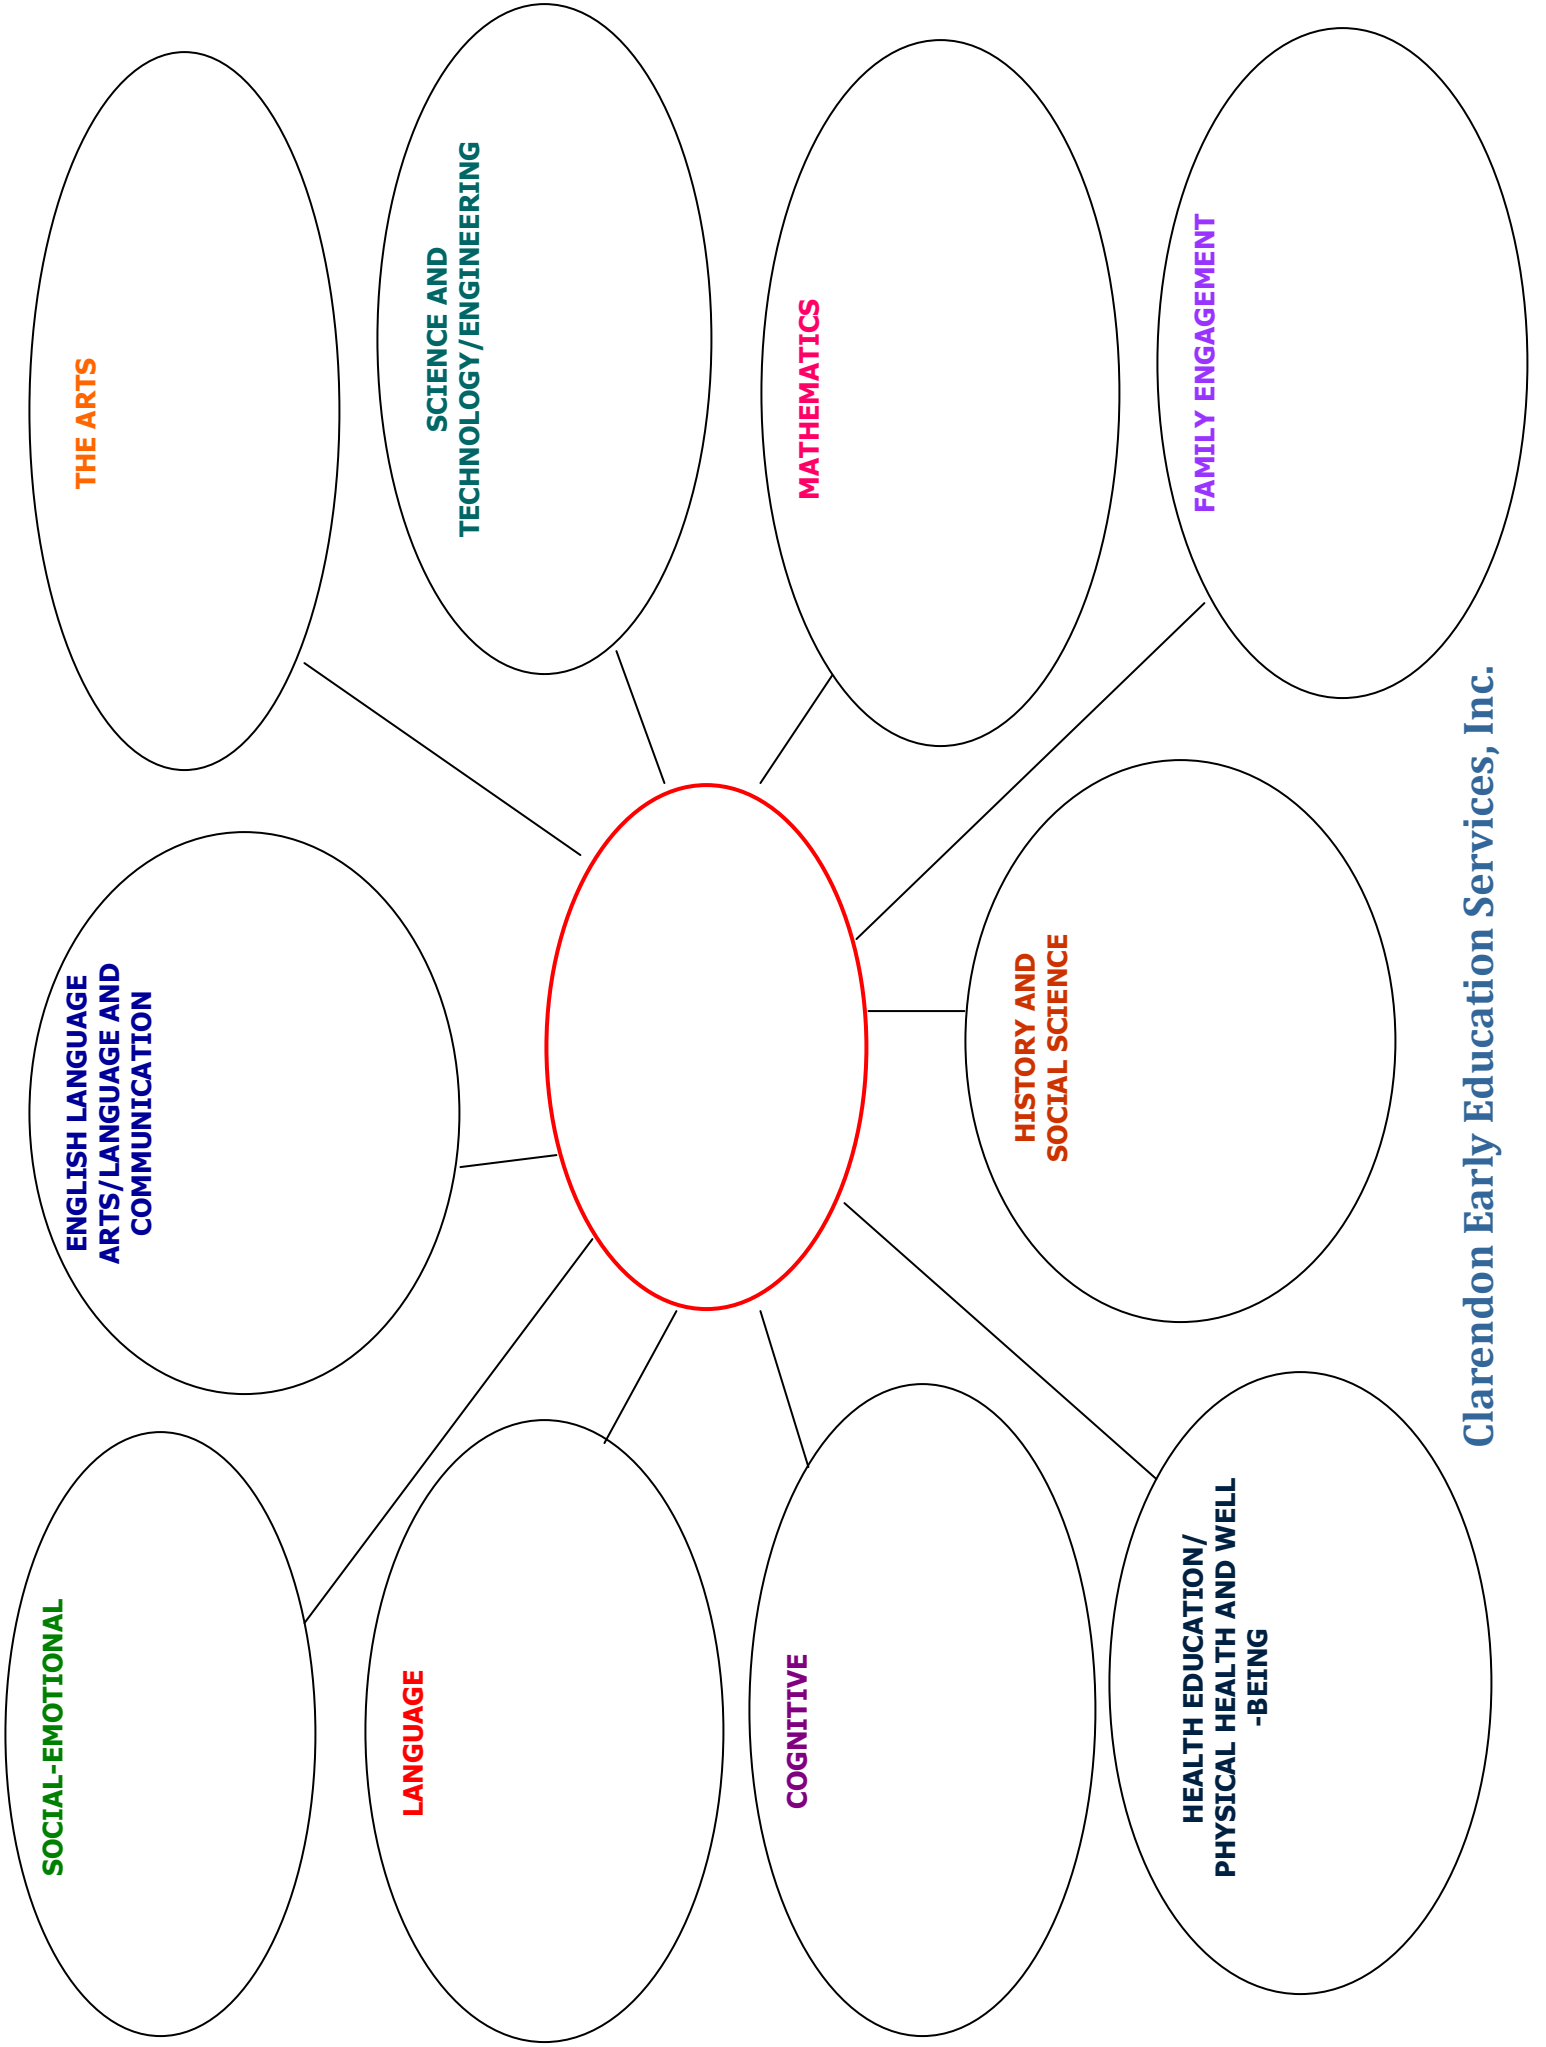 SOCIAL-EMOTIONAL
ENGLISH LANGUAGE
ARTS/LANGUAGE AND
COMMUNICATION
THE ARTS
LANGUAGE
SCIENCE AND
TECHNOLOGY/ENGINEERING
COGNITIVE
MATHEMATICS
HISTORY AND
SOCIAL SCIENCE
HEALTH EDUCATION/
PHYSICAL HEALTH AND WELL
-BEING
FAMILY ENGAGEMENT
Clarendon Early Education Services, Inc.